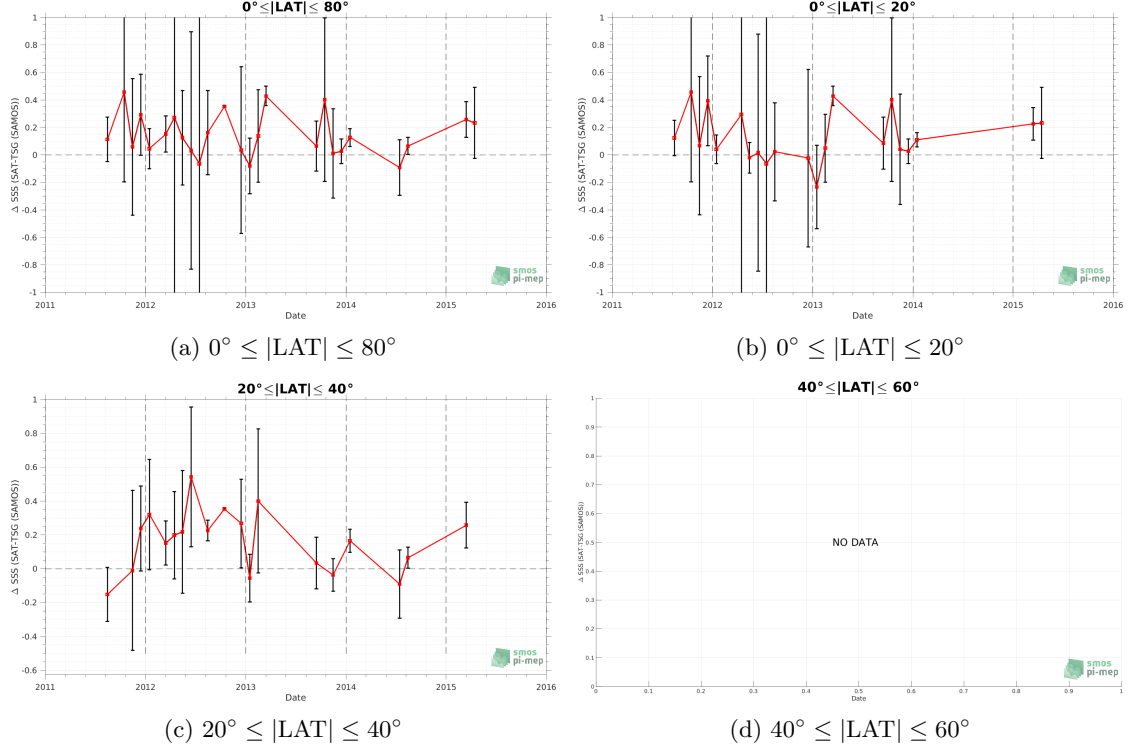 0°≤|LAT|≤ 80°
1
0.8
0.6
0.4
0.2
0
-0.2
-0.4
-0.6
-0.8
-1
Δ SSS (SAT-TSG (SAMOS))
2011 2012 2013 2014 2015 2016
Date
smos
pi-mep
(a) 0° ≤ |LAT| ≤ 80°
0°≤|LAT|≤ 20°
1
0.8
0.6
0.4
0.2
0
-0.2
-0.4
-0.6
-0.8
-1
Δ SSS (SAT-TSG (SAMOS))
2011 2012 2013 2014 2015 2016
Date
smos
pi-mep
(b) 0° ≤ |LAT| ≤ 20°
20°≤|LAT|≤ 40°
1
0.8
0.6
0.4
0.2
0
-0.2
-0.4
-0.6
Δ SSS (SAT-TSG (SAMOS))
2011 2012 2013 2014 2015 2016
Date
smos
pi-mep
(c) 20° ≤ |LAT| ≤ 40°
40°≤|LAT|≤ 60°
1
0.9
0.8
0.7
0.6
0.5
0.4
0.3
0.2
0.1
0
Δ SSS (SAT-TSG (SAMOS))
NO DATA
0 0.1 0.2 0.3 0.4 0.5 0.6 0.7 0.8 0.9 1
Date
smos
pi-mep
(d) 40° ≤ |LAT| ≤ 60°